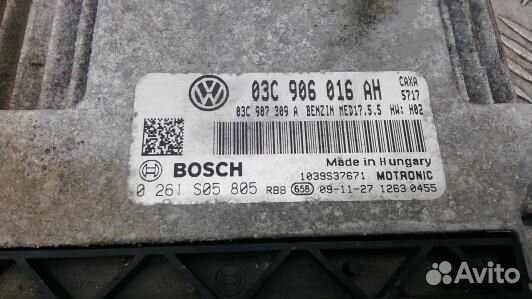 03C 906 016 AH CAXA
03C 907 309 A BENZIN MED17.5.5 HW: H02 5717
BOSCH
Made in Hungary
1039S37671 MOTRONIC
0 261 S05 805 RB8 658 09-11-27 1263 0455
Avito